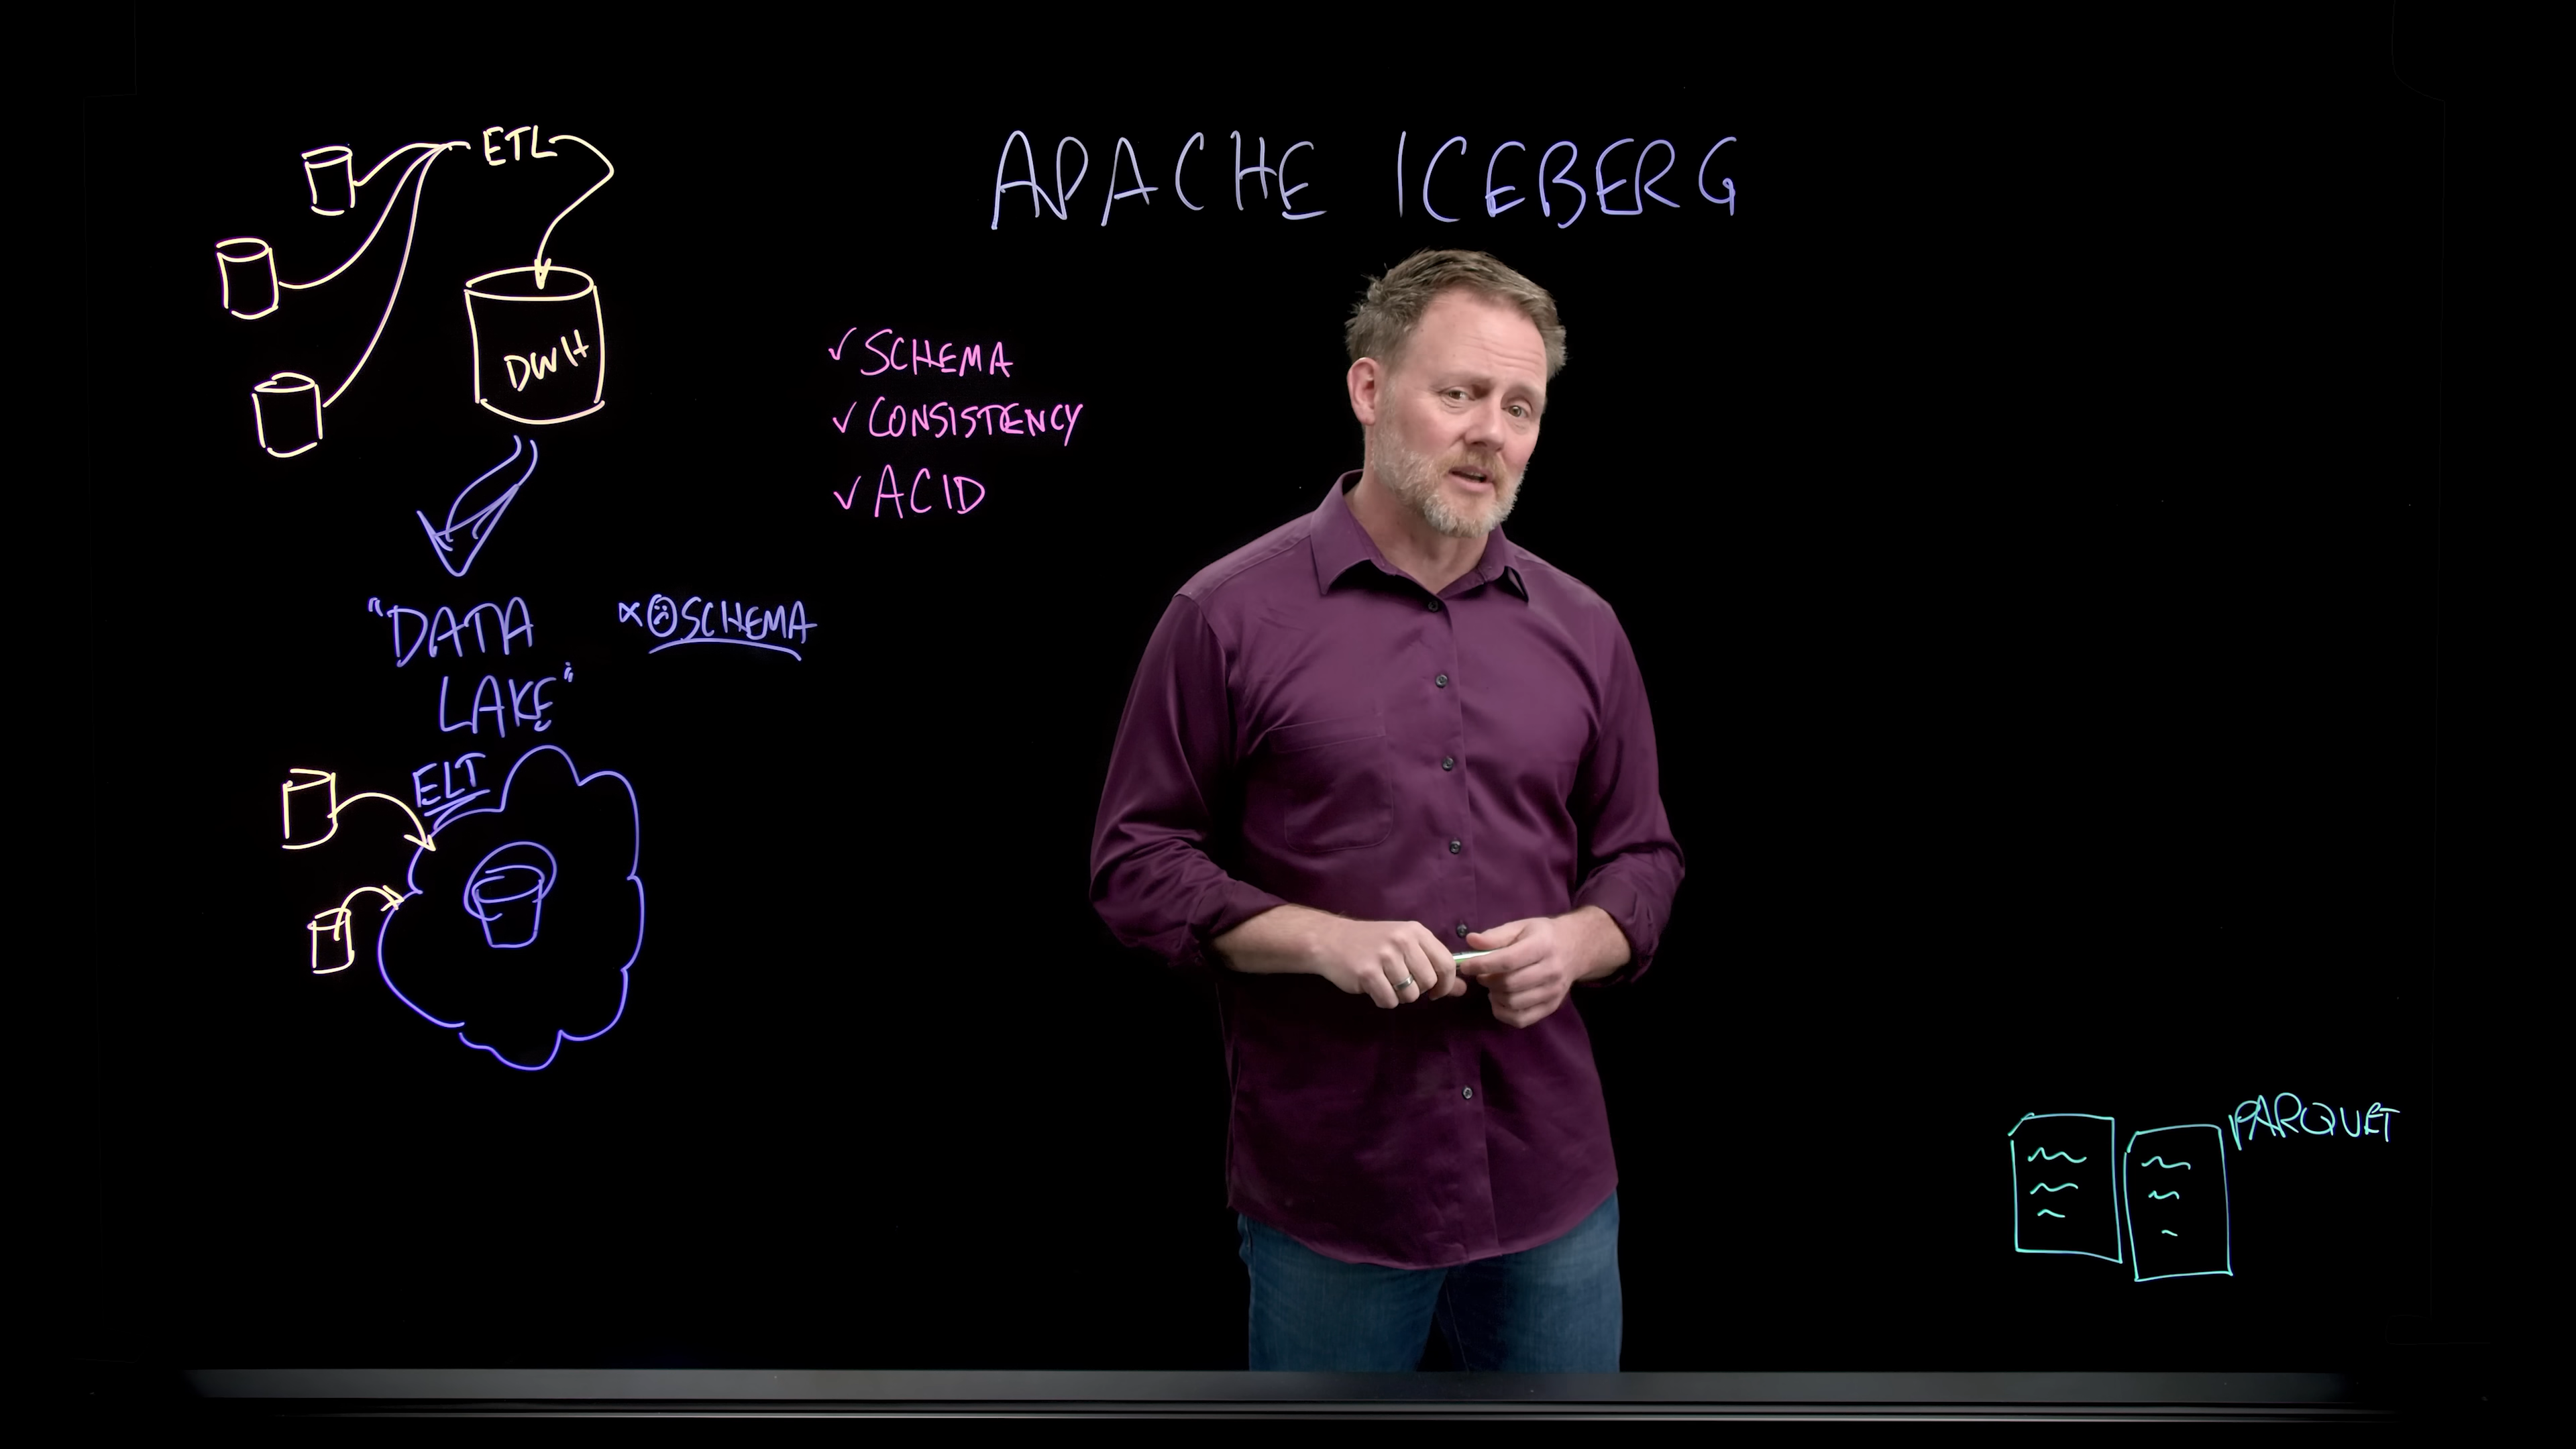 ETL
APACHE ICEBERG
DWH
✓ SCHEMA
✓ CONSISTENCY
✓ ACID
"DATA
LAKE"
× ☹ SCHEMA
ELT
PARQUET